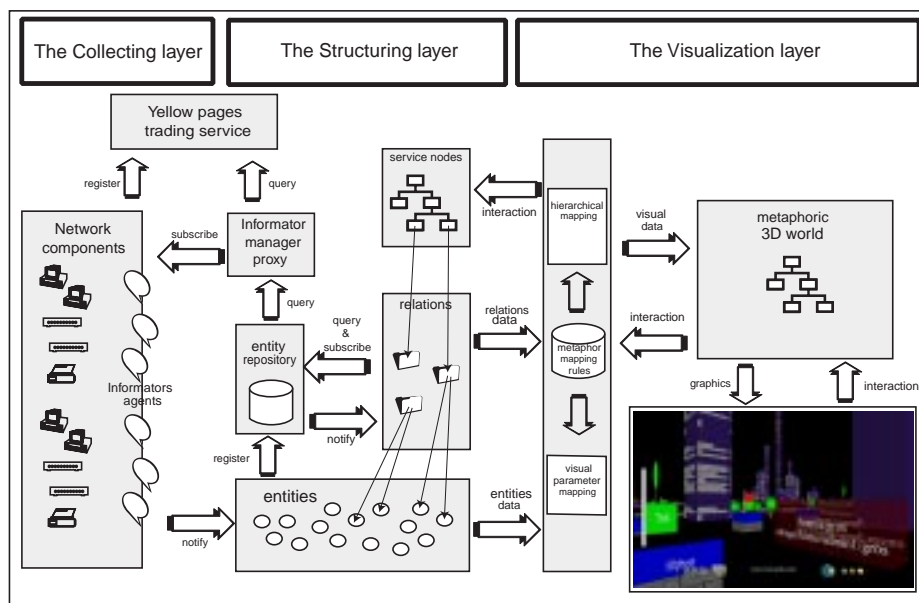 The Collecting layer
The Structuring layer
The Visualization layer
Yellow pages
trading service
register
query
service nodes
hierarchical
mapping
interaction
visual
data
metaphoric
3D world
Network
components
subscribe
Informator
manager
proxy
query
relations
relations
data
interaction
query
&
subscribe
entity
repository
metaphor
mapping
rules
Informators
agents
notify
graphics
interaction
register
visual
parameter
mapping
entities
entities
data
notify
object